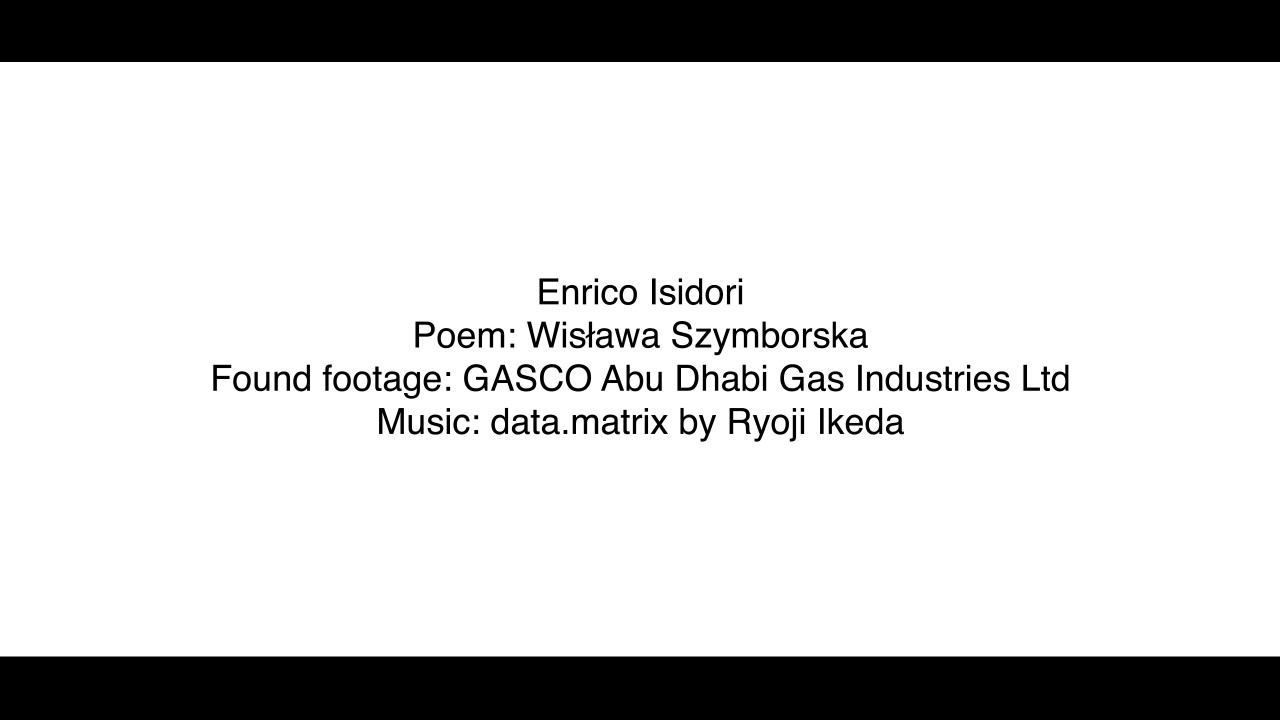 Enrico Isidori
Poem: Wisława Szymborska
Found footage: GASCO Abu Dhabi Gas Industries Ltd
Music: data.matrix by Ryoji Ikeda